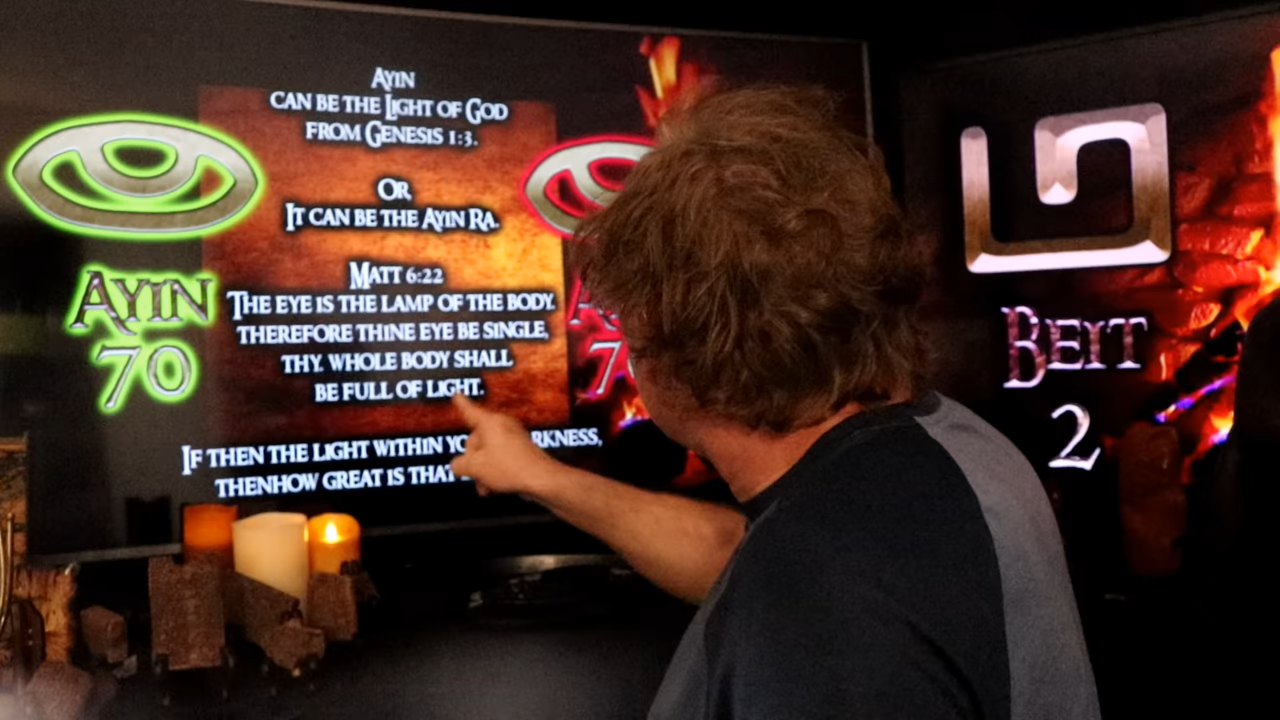 Ayin
can be the Light of God
from Genesis 1:3.
Or,
It can be the Ayin Ra.
Matt 6:22
The eye is the lamp of the body.
therefore thine eye be single,
thy. whole body shall
be full of light.
If then the light within
thenhow great is that
Ayin
70
Beit
2